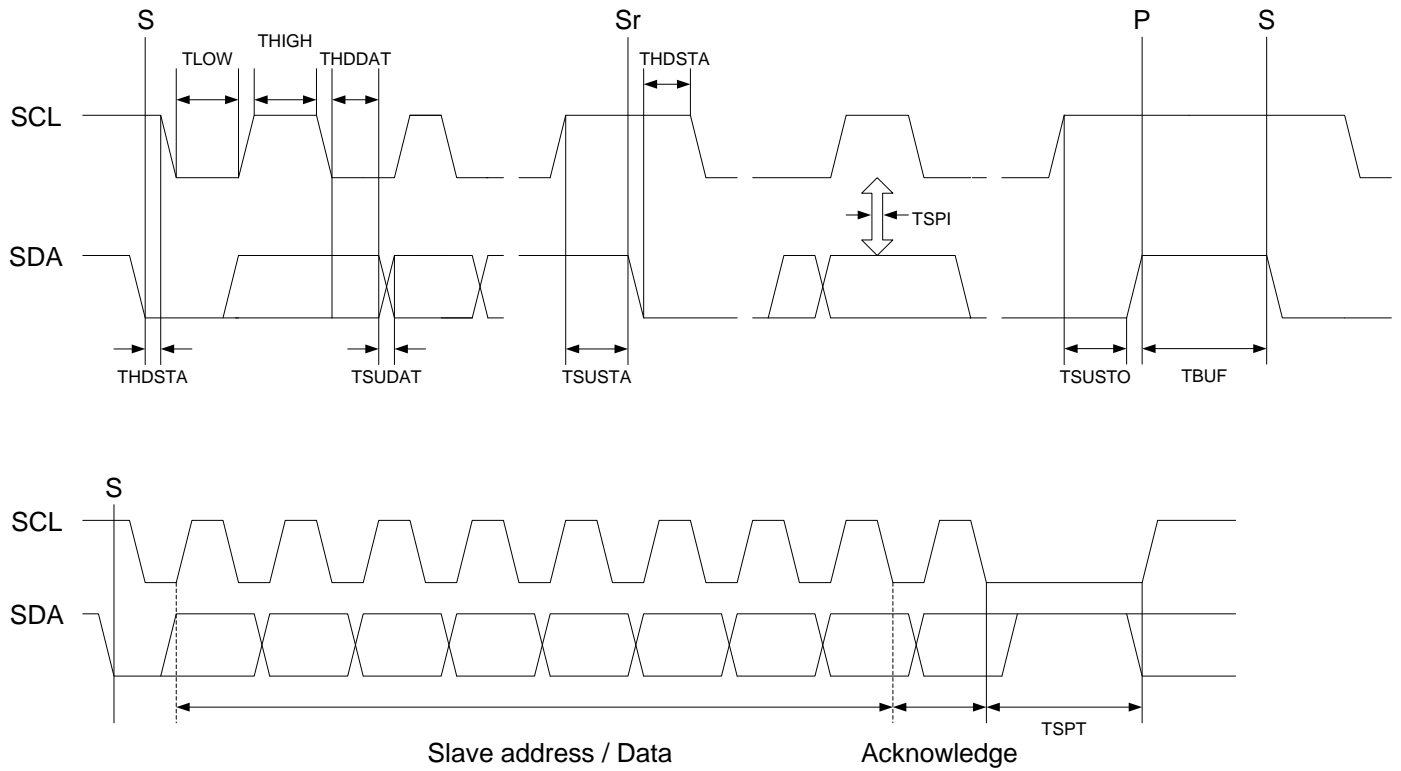 S Sr P S
TLOW THIGH THDDAT THDSTA
SCL
TSPI
SDA
THDSTA TSUDAT TSUSTA TSUSTO TBUF
S
SCL
SDA
TSPT
Slave address / Data Acknowledge